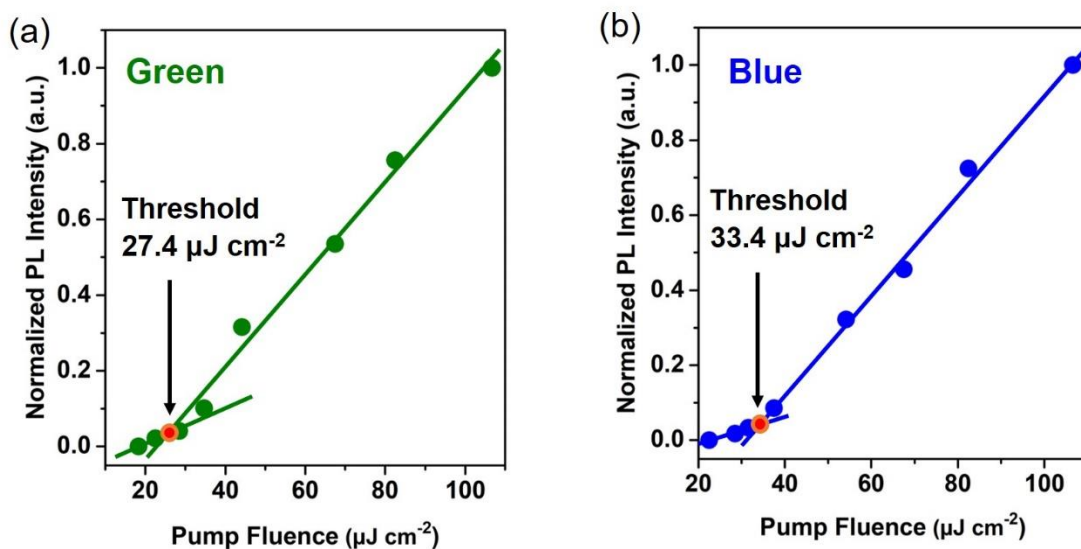 (a)
Green
Threshold
27.4 µJ cm⁻²
Normalized PL Intensity (a.u.)
1.0
0.8
0.6
0.4
0.2
0.0
20 40 60 80 100
Pump Fluence (µJ cm⁻²)
(b)
Blue
Threshold
33.4 µJ cm⁻²
Normalized PL Intensity (a.u.)
1.0
0.8
0.6
0.4
0.2
0.0
20 40 60 80 100
Pump Fluence (µJ cm⁻²)